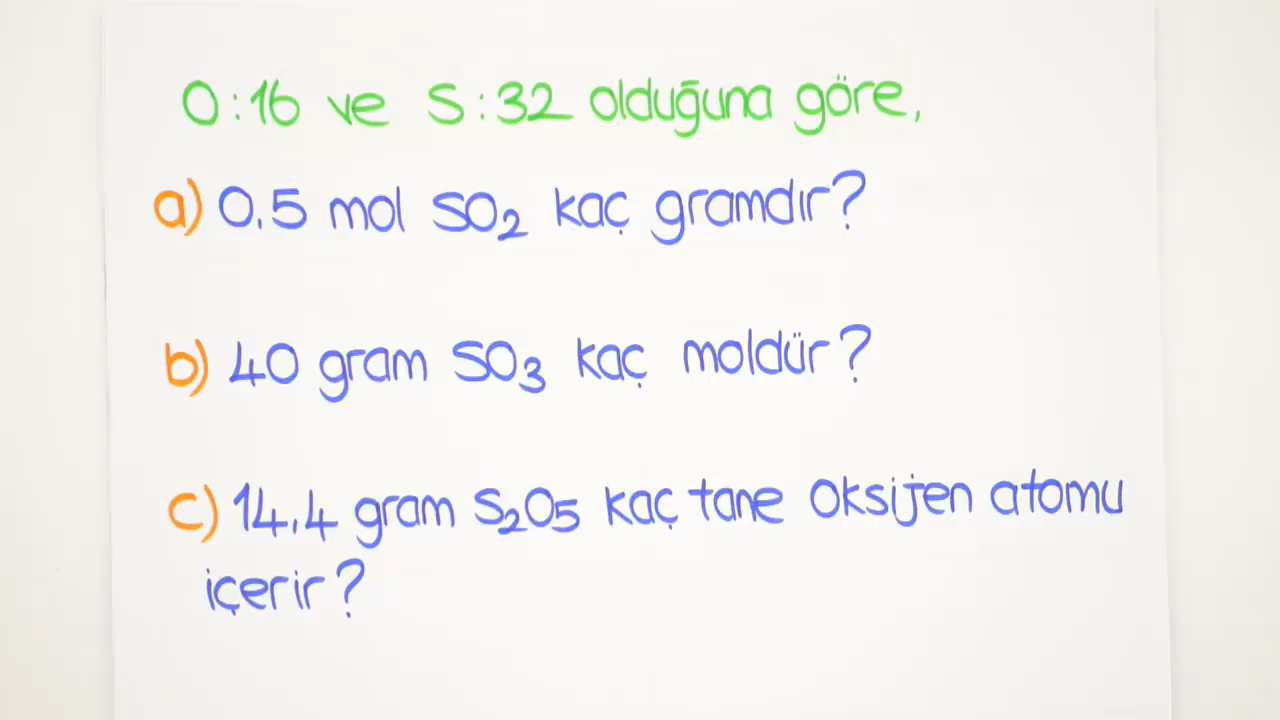 O:16 ve S:32 olduğuna göre,
a) 0.5 mol SO₂ kaç gramdır?
b) 40 gram SO₃ kaç moldür?
c) 14.4 gram S₂O₅ kaç tane oksijen atomu
içerir?